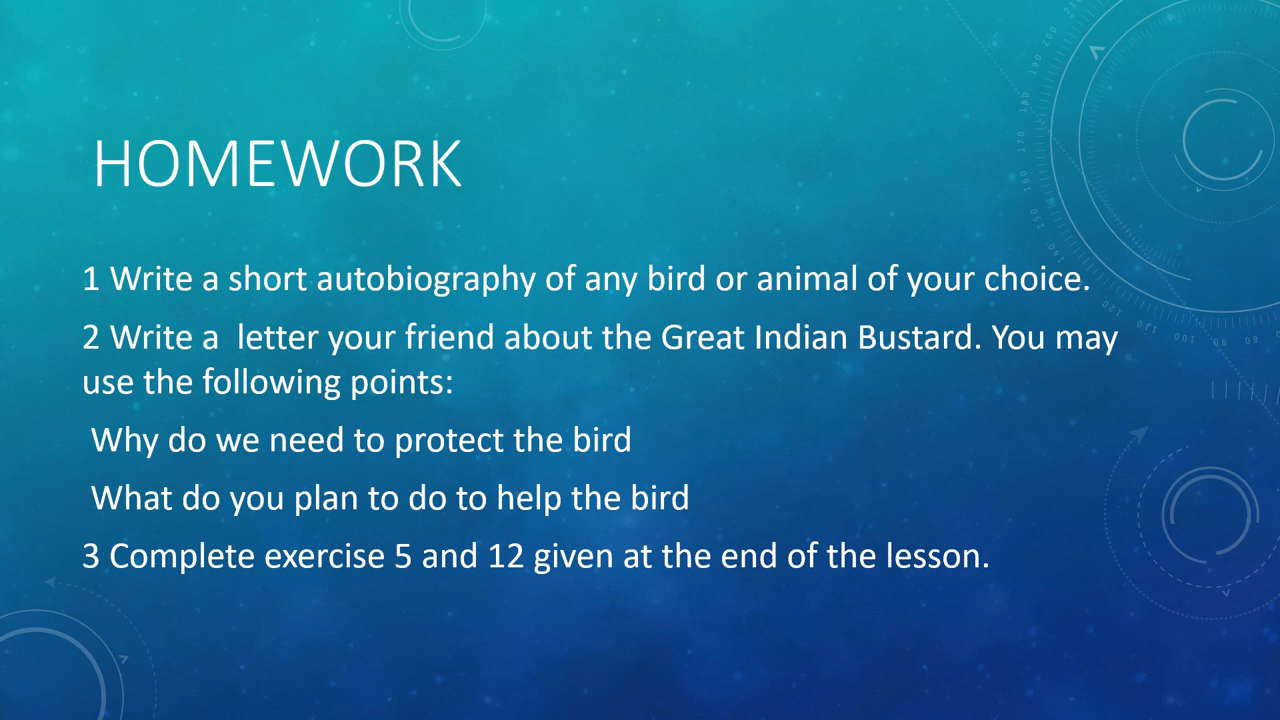 HOMEWORK
1 Write a short autobiography of any bird or animal of your choice.
2 Write a  letter your friend about the Great Indian Bustard. You may
use the following points:
Why do we need to protect the bird
What do you plan to do to help the bird
3 Complete exercise 5 and 12 given at the end of the lesson.